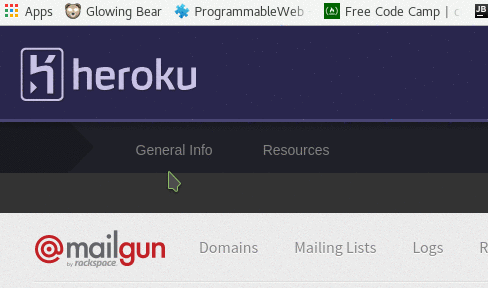 Apps Glowing Bear ProgrammableWeb Free Code Camp | c JB
heroku
General Info Resources
@mailgun Domains Mailing Lists Logs R
by rackspace